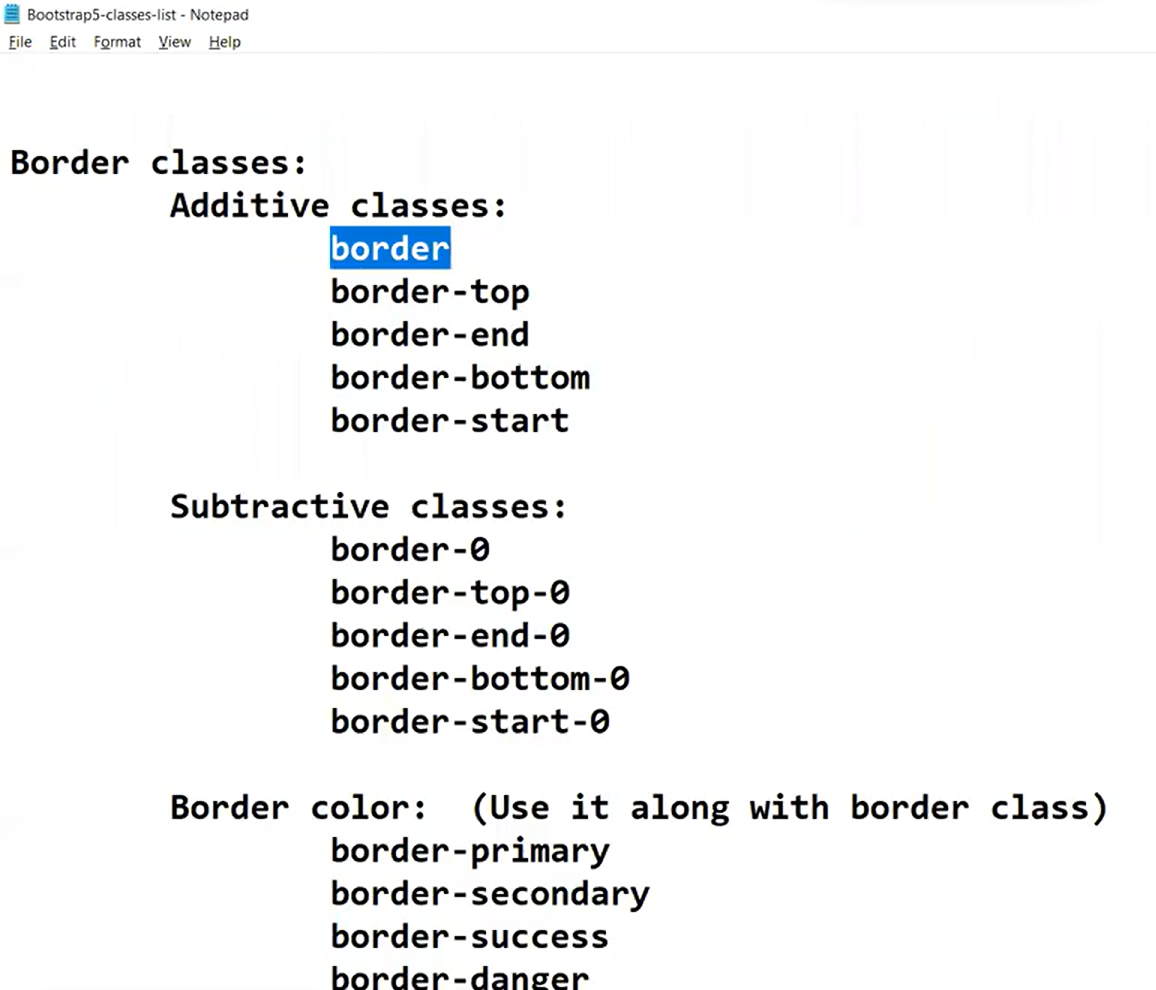 Bootstrap5-classes-list - Notepad
File Edit Format View Help
Border classes:
Additive classes:
border
border-top
border-end
border-bottom
border-start
Subtractive classes:
border-0
border-top-0
border-end-0
border-bottom-0
border-start-0
Border color: (Use it along with border class)
border-primary
border-secondary
border-success
border-danger